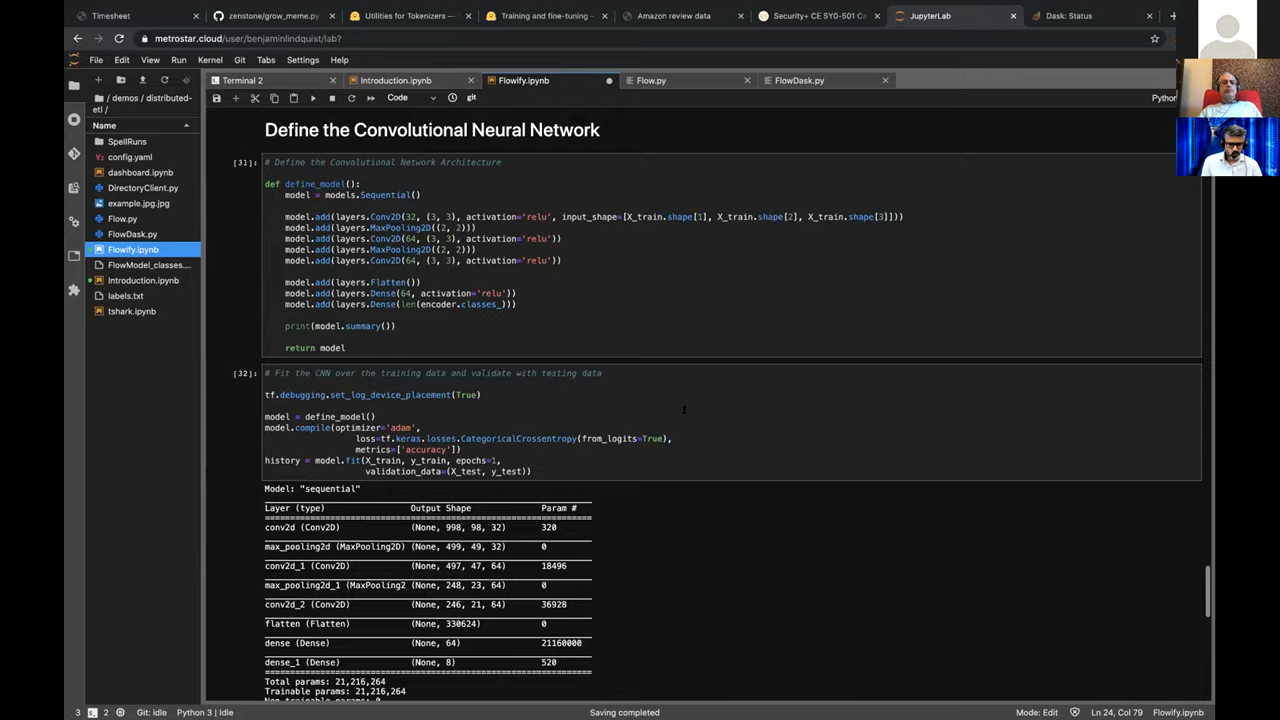 Timesheet
zenstone/grow_meme.py
Utilities for Tokenizers —
Training and fine-tuning —
Amazon review data
Security+ CE SY0-501 Ce
JupyterLab
Dask: Status
metrostar.cloud/user/benjaminlindquist/lab?
File Edit View Run Kernel Git Tabs Settings Help
Terminal 2
Introduction.ipynb
Flowify.ipynb
Flow.py
FlowDask.py
Code
git
Python
/ demos / distributed-
etl /
Name
SpellRuns
config.yaml
dashboard.ipynb
DirectoryClient.py
example.jpg.jpg
Flow.py
FlowDask.py
Flowify.ipynb
FlowModel_classes....
Introduction.ipynb
labels.txt
tshark.ipynb
Define the Convolutional Neural Network
[31]: # Define the Convolutional Network Architecture
def define_model():
model = models.Sequential()
model.add(layers.Conv2D(32, (3, 3), activation='relu', input_shape=[X_train.shape[1], X_train.shape[2], X_train.shape[3]]))
model.add(layers.MaxPooling2D((2, 2)))
model.add(layers.Conv2D(64, (3, 3), activation='relu'))
model.add(layers.MaxPooling2D((2, 2)))
model.add(layers.Conv2D(64, (3, 3), activation='relu'))
model.add(layers.Flatten())
model.add(layers.Dense(64, activation='relu'))
model.add(layers.Dense(len(encoder.classes_)))
print(model.summary())
return model
[32]: # Fit the CNN over the training data and validate with testing data
tf.debugging.set_log_device_placement(True)
model = define_model()
model.compile(optimizer='adam',
loss=tf.keras.losses.CategoricalCrossentropy(from_logits=True),
metrics=['accuracy'])
history = model.fit(X_train, y_train, epochs=1,
validation_data=(X_test, y_test))
Model: "sequential"
Layer (type) Output Shape Param #
conv2d (Conv2D) (None, 998, 98, 32) 320
max_pooling2d (MaxPooling2D) (None, 499, 49, 32) 0
conv2d_1 (Conv2D) (None, 497, 47, 64) 18496
max_pooling2d_1 (MaxPooling2 (None, 248, 23, 64) 0
conv2d_2 (Conv2D) (None, 246, 21, 64) 36928
flatten (Flatten) (None, 330624) 0
dense (Dense) (None, 64) 21160000
dense_1 (Dense) (None, 8) 520
Total params: 21,216,264
Trainable params: 21,216,264
3 2 Git: idle Python 3 | Idle Saving completed Mode: Edit Ln 24, Col 79 Flowify.ipynb